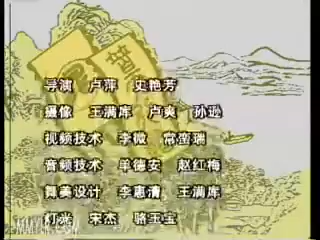 导演 卢萍 史艳芳
摄像 王满库 卢爽 孙逊
视频技术 李微 常蛮瑞
音频技术 单德安 赵红梅
舞美设计 李惠清 王满库
灯光 宋杰 骆玉宝